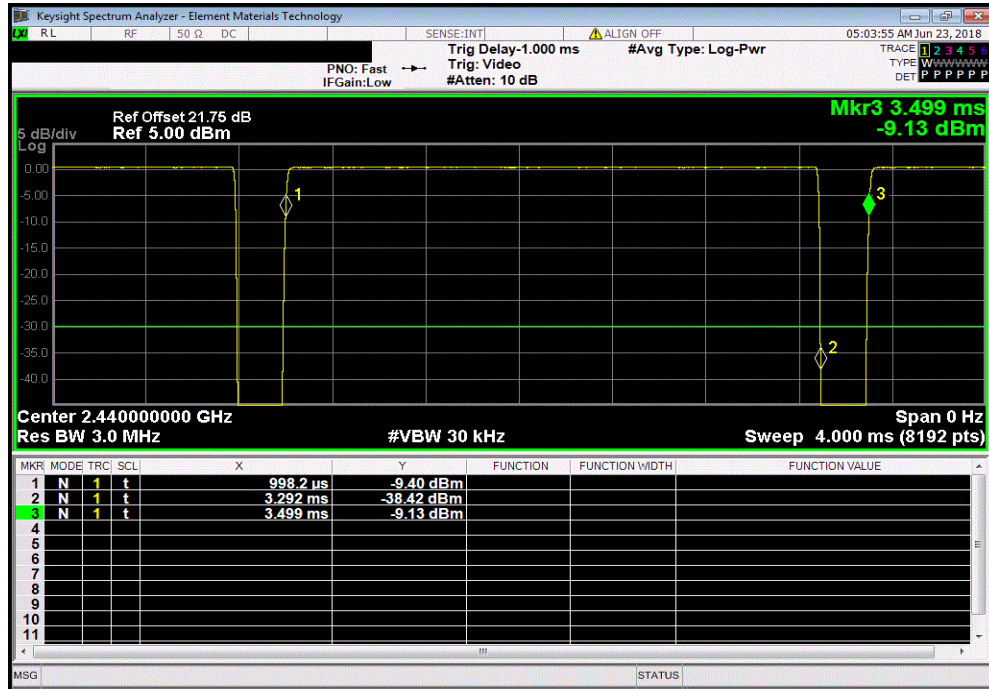 Keysight Spectrum Analyzer - Element Materials Technology
LXI RL RF 50 Ω DC SENSE:INT ALIGN OFF 05:03:55 AM Jun 23, 2018
Trig Delay-1.000 ms #Avg Type: Log-Pwr TRACE 1 2 3 4 5 6
PNO: Fast Trig: Video TYPE WWWWWW
IFGain:Low #Atten: 10 dB DET P P P P P P
Mkr3 3.499 ms
-9.13 dBm
Ref Offset 21.75 dB
5 dB/div Ref 5.00 dBm
Log
0.00
-5.00
-10.0
-15.0
-20.0
-25.0
-30.0
-35.0
-40.0
1
2
3
Center 2.440000000 GHz Span 0 Hz
Res BW 3.0 MHz #VBW 30 kHz Sweep 4.000 ms (8192 pts)
MKR MODE TRC SCL X Y FUNCTION FUNCTION WIDTH FUNCTION VALUE
1 N 1 t 998.2 µs -9.40 dBm
2 N 1 t 3.292 ms -38.42 dBm
3 N 1 t 3.499 ms -9.13 dBm
4
5
6
7
8
9
10
11
MSG STATUS